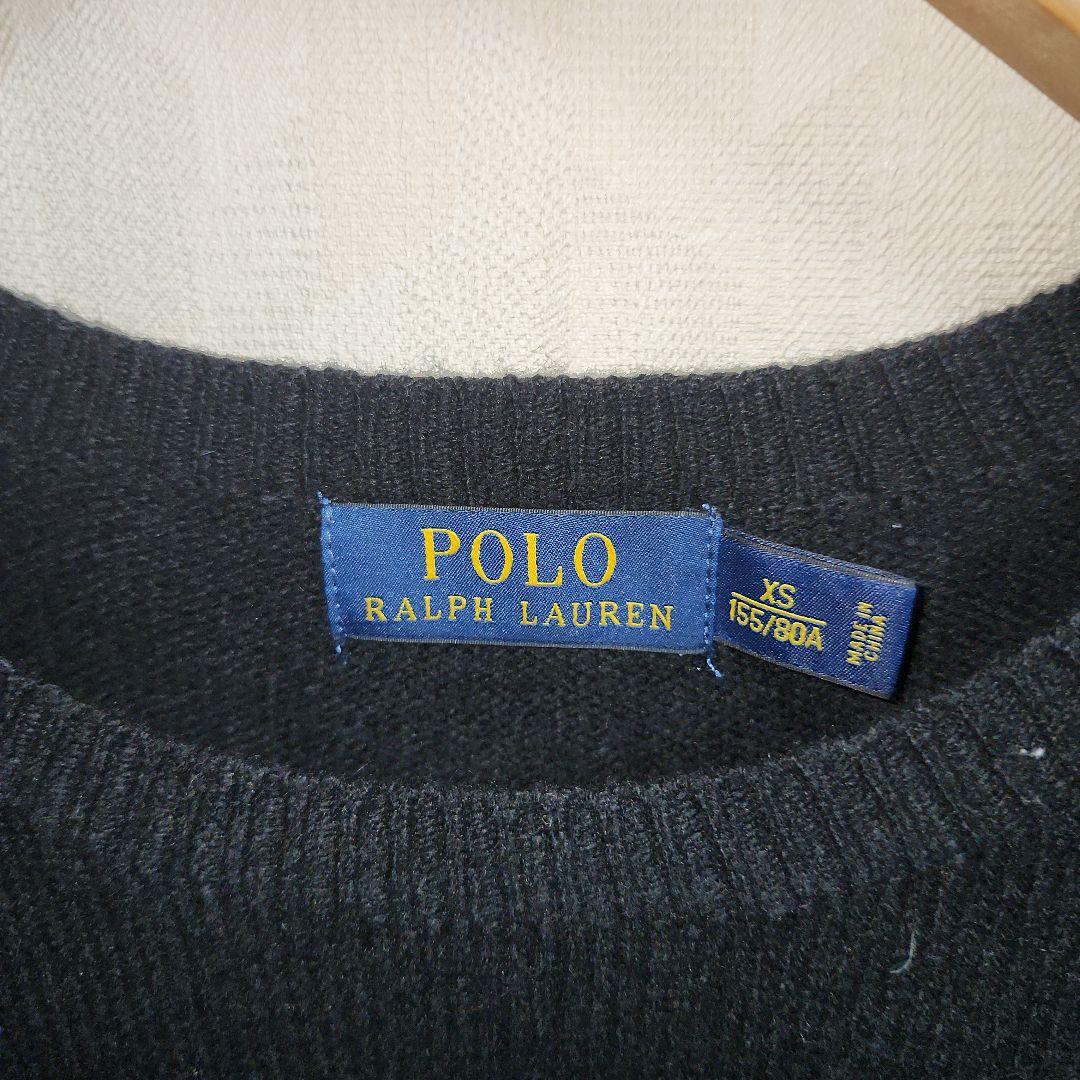 POLO
RALPH LAUREN
XS
155/80A
MADE IN
CHINA